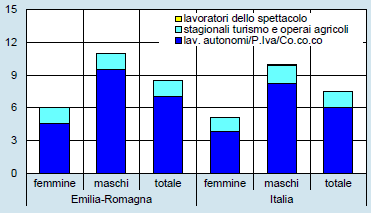 15
12
9
6
3
0
lavoratori dello spettacolo
stagionali turismo e operai agricoli
lav. autonomi/P.Iva/Co.co.co
femmine maschi totale femmine maschi totale
Emilia-Romagna Italia